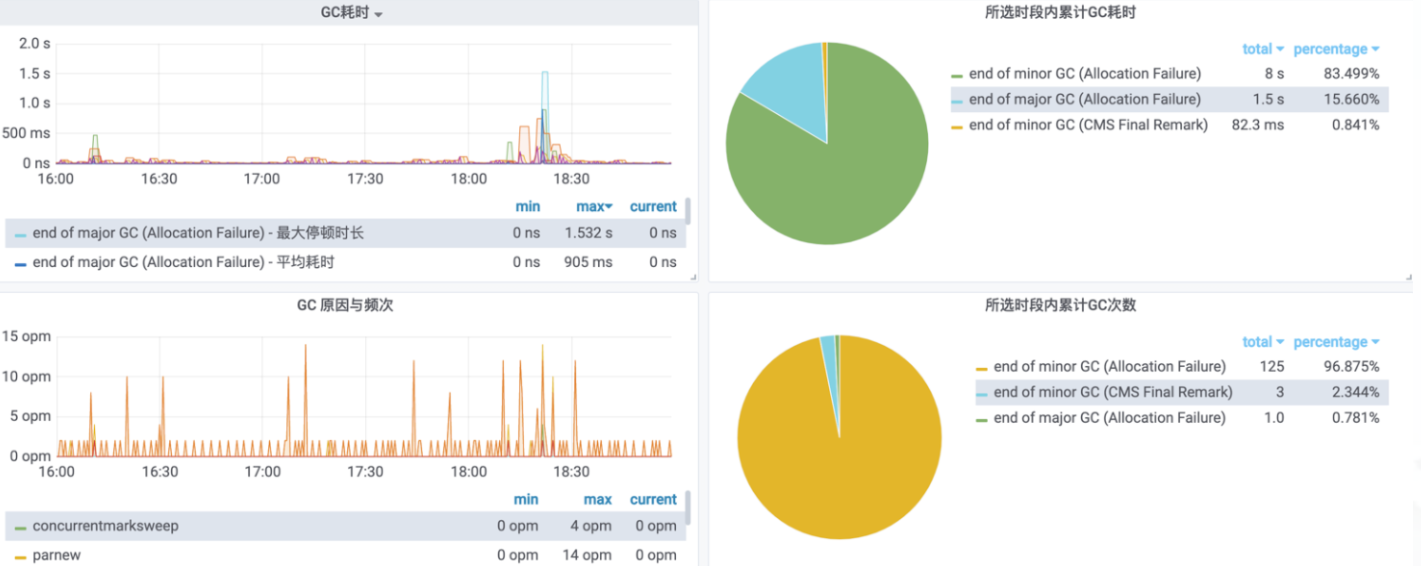 GC耗时
2.0 s
1.5 s
1.0 s
500 ms
0 ns
16:00 16:30 17:00 17:30 18:00 18:30
min max current
end of major GC (Allocation Failure) - 最大停顿时长 0 ns 1.532 s 0 ns
end of major GC (Allocation Failure) - 平均耗时 0 ns 905 ms 0 ns
所选时段内累计GC耗时
total percentage
end of minor GC (Allocation Failure) 8 s 83.499%
end of major GC (Allocation Failure) 1.5 s 15.660%
end of minor GC (CMS Final Remark) 82.3 ms 0.841%
GC 原因与频次
15 opm
10 opm
5 opm
0 opm
16:00 16:30 17:00 17:30 18:00 18:30
min max current
concurrentmarksweep 0 opm 4 opm 0 opm
parnew 0 opm 14 opm 0 opm
所选时段内累计GC次数
total percentage
end of minor GC (Allocation Failure) 125 96.875%
end of minor GC (CMS Final Remark) 3 2.344%
end of major GC (Allocation Failure) 1.0 0.781%